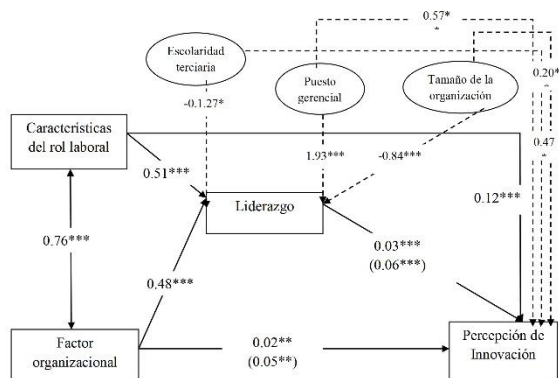 0.57*
*
Escolaridad
terciaria
Puesto
gerencial
Tamaño de la
organización
0.20*
*
-0.1.27*
0.47
Características
del rol laboral
1.93***
-0.84***
0.51***
Liderazgo
0.12***
0.76***
0.03***
(0.06***)
0.48***
Factor
organizacional
0.02**
(0.05**)
Percepción de
Innovación